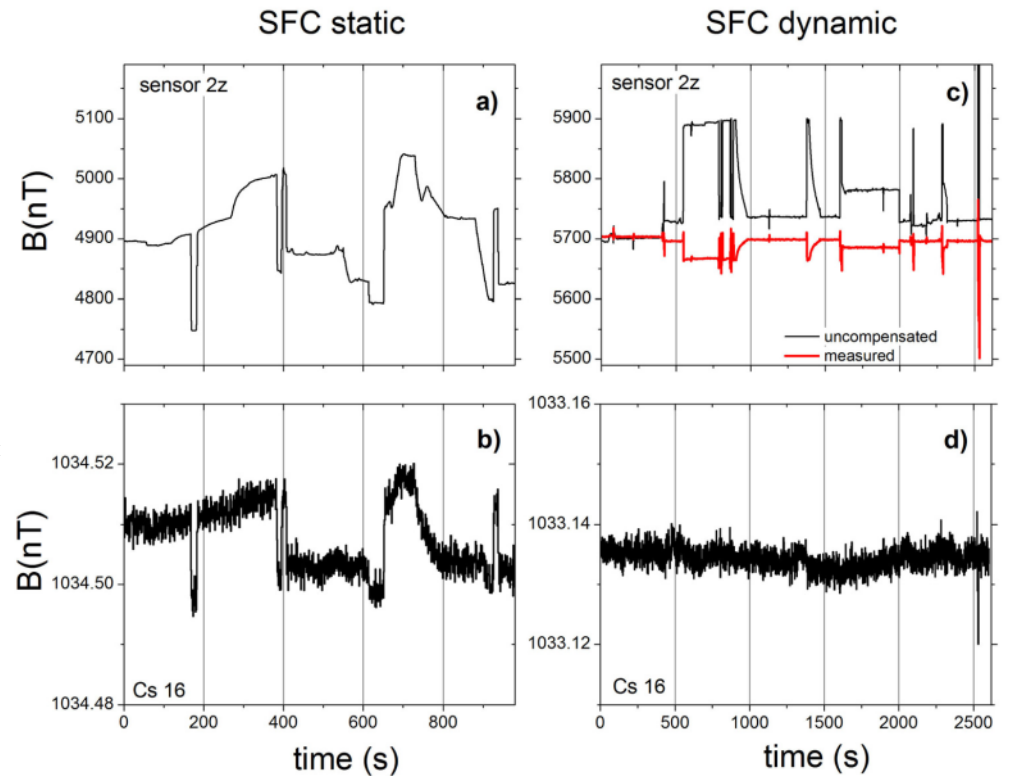 SFC static
SFC dynamic
sensor 2z
a)
5100
5000
4900
4800
4700
B(nT)
sensor 2z
c)
5900
5800
5700
5600
5500
uncompensated
measured
b)
1034.52
1034.50
1034.48
B(nT)
Cs 16
0 200 400 600 800
time (s)
d)
1033.16
1033.14
1033.12
Cs 16
0 500 1000 1500 2000 2500
time (s)